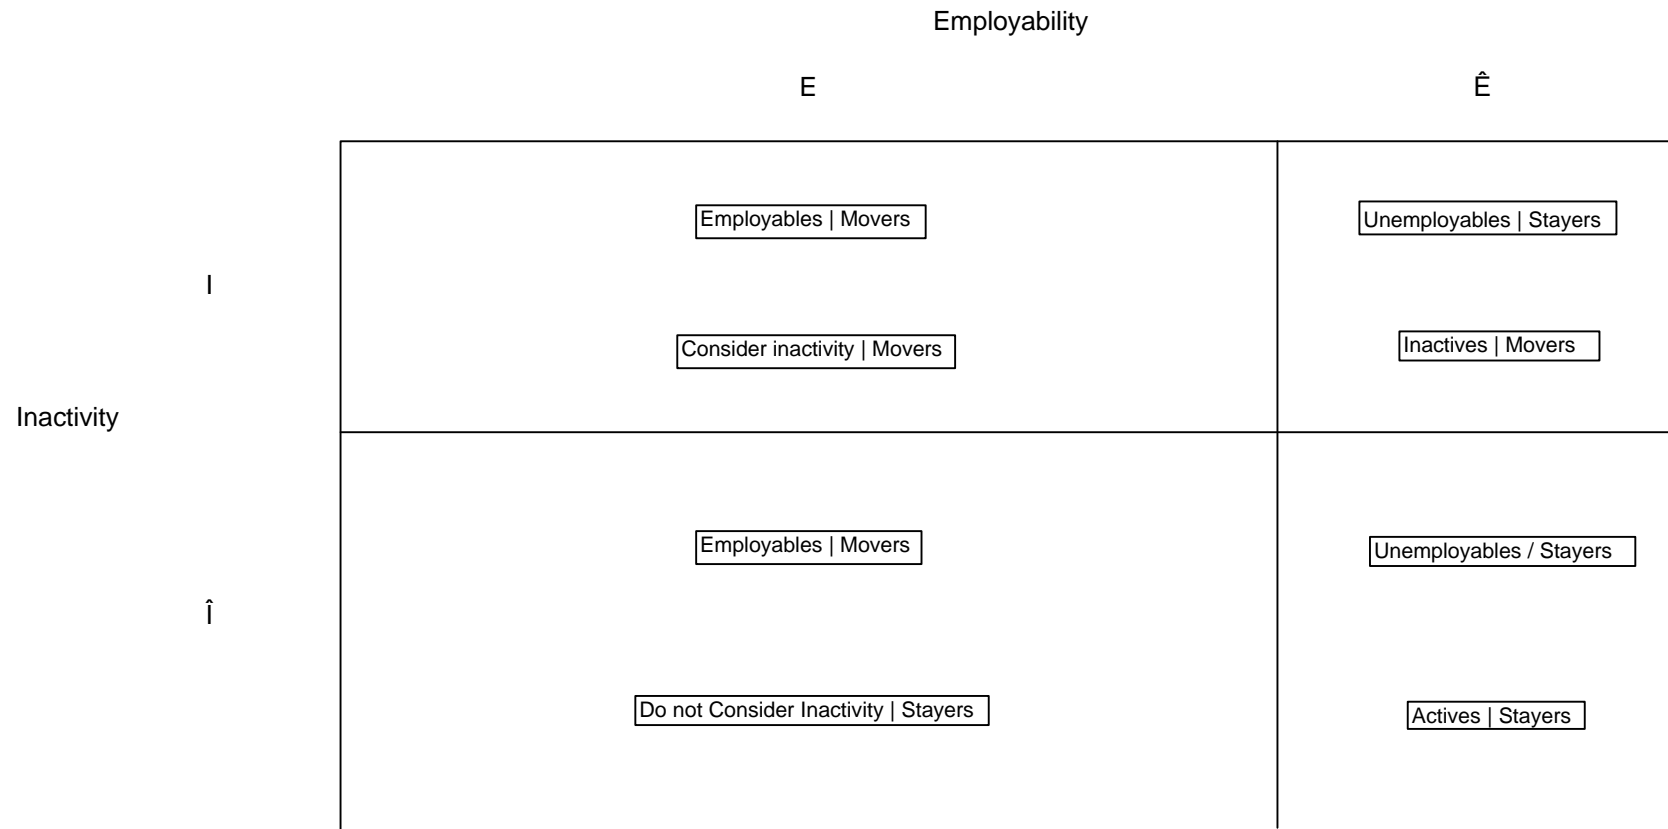 Employability
E
Ê
Employables | Movers
Unemployables | Stayers
I
Consider inactivity | Movers
Inactives | Movers
Inactivity
Employables | Movers
Unemployables / Stayers
Î
Do not Consider Inactivity | Stayers
Actives | Stayers